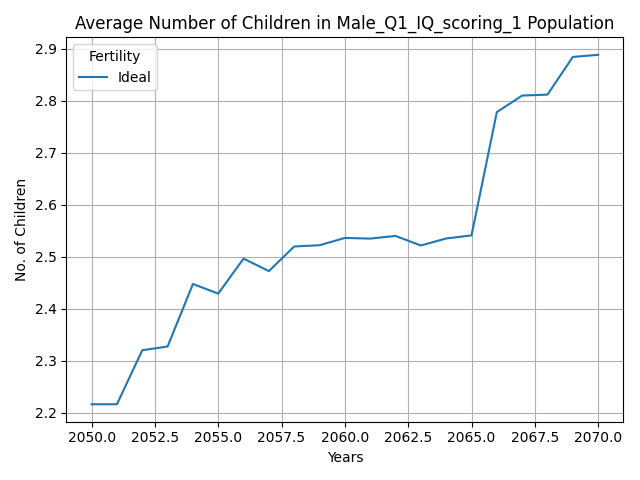 Average Number of Children in Male_Q1_IQ_scoring_1 Population
Fertility
Ideal
No. of Children
2.9
2.8
2.7
2.6
2.5
2.4
2.3
2.2
2050.0 2052.5 2055.0 2057.5 2060.0 2062.5 2065.0 2067.5 2070.0
Years